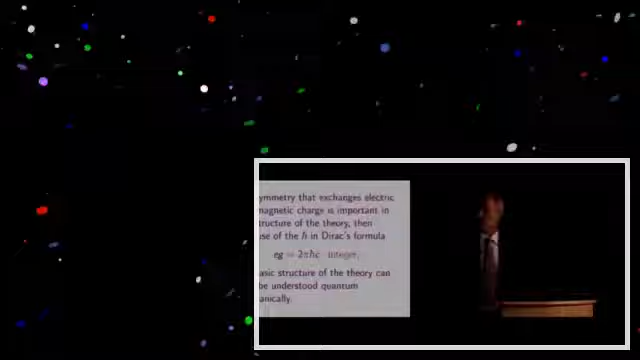 ymmetry that exchanges electric
magnetic charge is important in
tructure of the theory, then
use of the ℏ in Dirac's formula
eg = 2πℏc integer,
asic structure of the theory can
be understood quantum
anically.